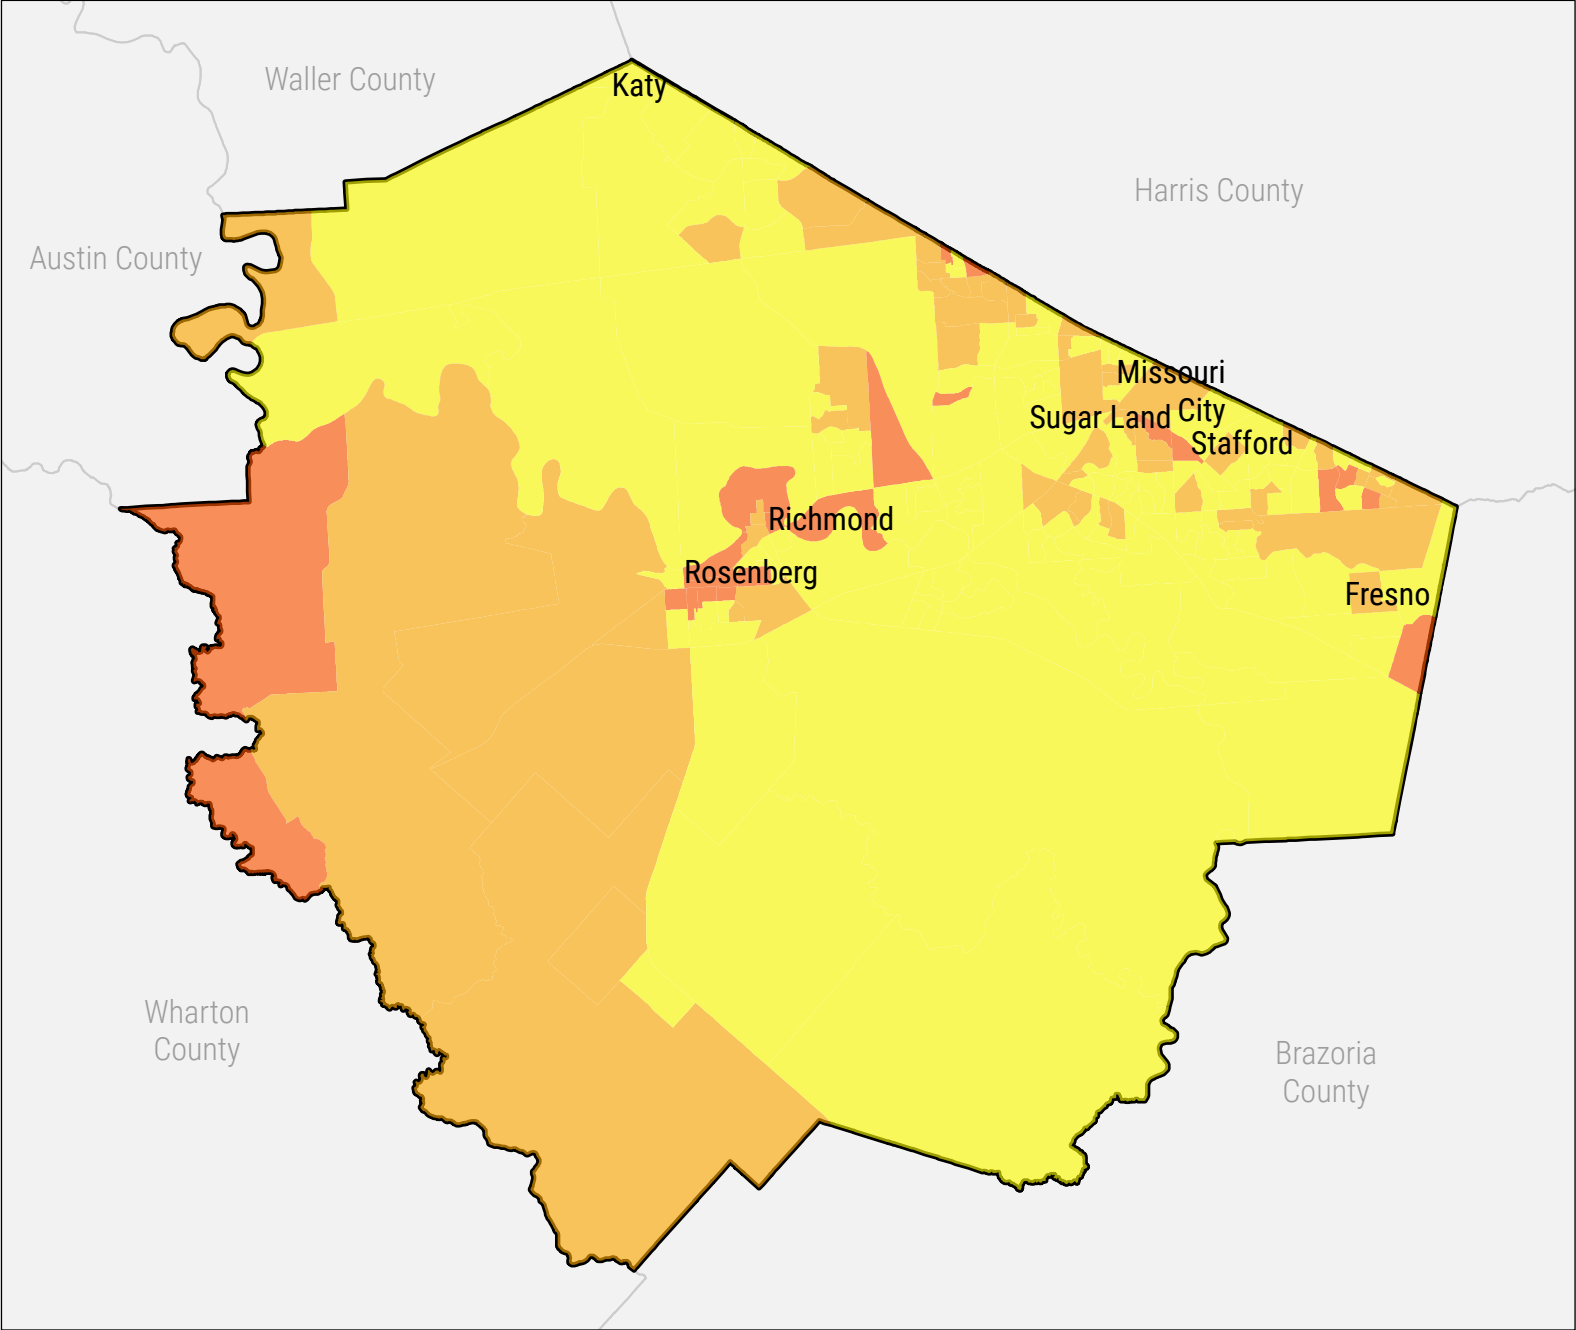 Katy
Waller County
Harris County
Austin County
Missouri
City
Sugar Land
Stafford
Richmond
Rosenberg
Fresno
Wharton
County
Brazoria
County